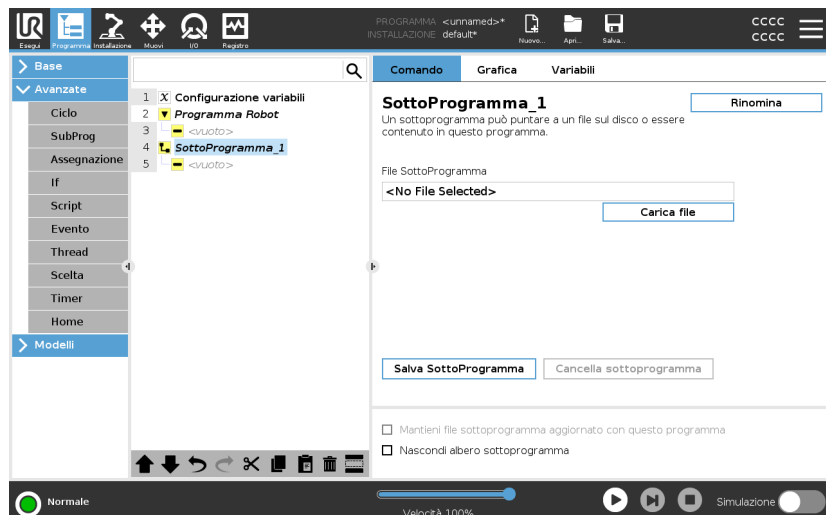 PROGRAMMA <unnamed>*
INSTALLAZIONE default*
Esegui Programma Installazione Muovi I/O Registro
Nuovo... Apri... Salva...
cccc
cccc
Base
Avanzate
Ciclo
SubProg
Assegnazione
If
Script
Evento
Thread
Scelta
Timer
Home
Modelli
1 X Configurazione variabili
2 Programma Robot
3 <vuoto>
4 SottoProgramma_1
5 <vuoto>
Comando Grafica Variabili
SottoProgramma_1
Rinomina
Un sottoprogramma può puntare a un file sul disco o essere
contenuto in questo programma.
File SottoProgramma
<No File Selected>
Carica file
Salva SottoProgramma Cancella sottoprogramma
Mantieni file sottoprogramma aggiornato con questo programma
Nascondi albero sottoprogramma
Normale
Velocità 100%
Simulazione